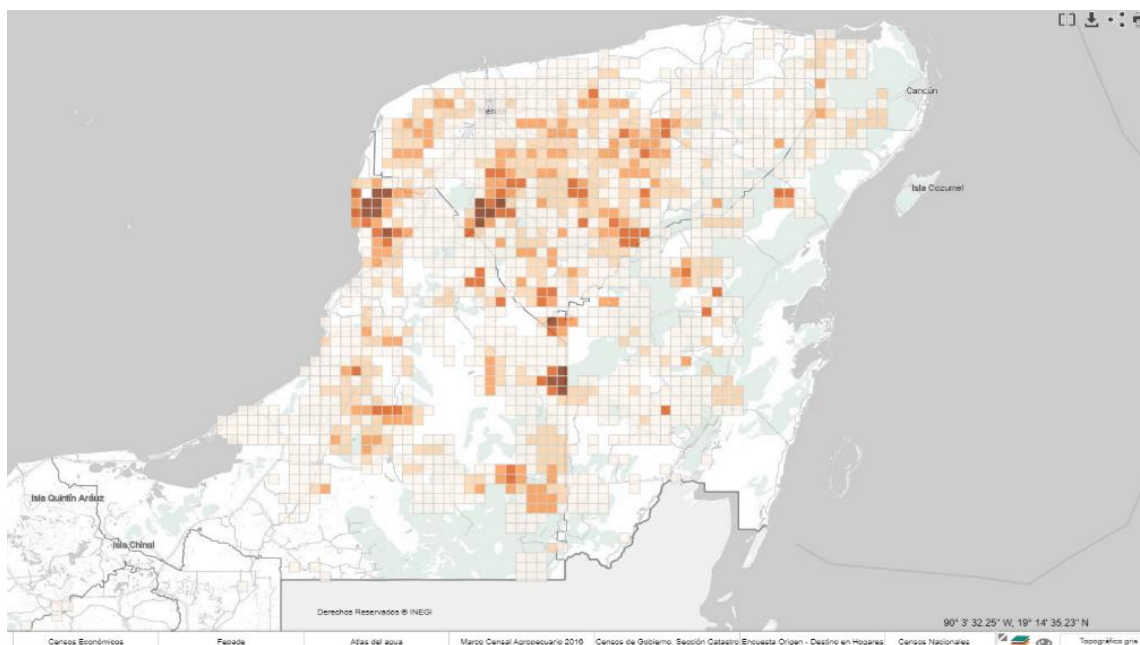 Cancún
Mérida
Isla Cozumel
Isla Quintín Aráuz
Isla Chinal
Derechos Reservados ® INEGI
90° 3' 32.25" W, 19° 14' 35.23" N
Censos Económicos Fepade Atlas del agua Marco Censal Agropecuario 2016 Censos de Gobierno. Sección Catastro Encuesta Origen - Destino en Hogares Censos Nacionales Topográfico gris